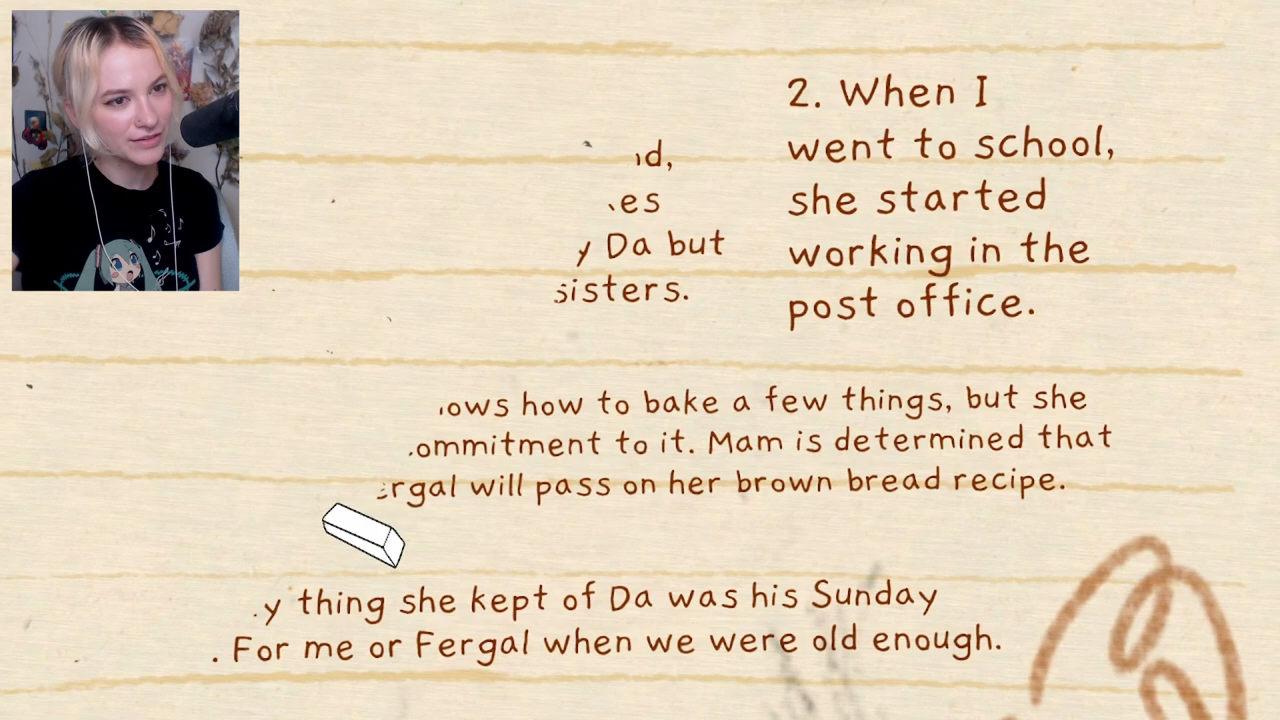 d,
es
y Da but
sisters.
2. When I
went to school,
she started
working in the
post office.
ows how to bake a few things, but she
ommitment to it. Mam is determined that
rgal will pass on her brown bread recipe.
y thing she kept of Da was his Sunday
. For me or Fergal when we were old enough.